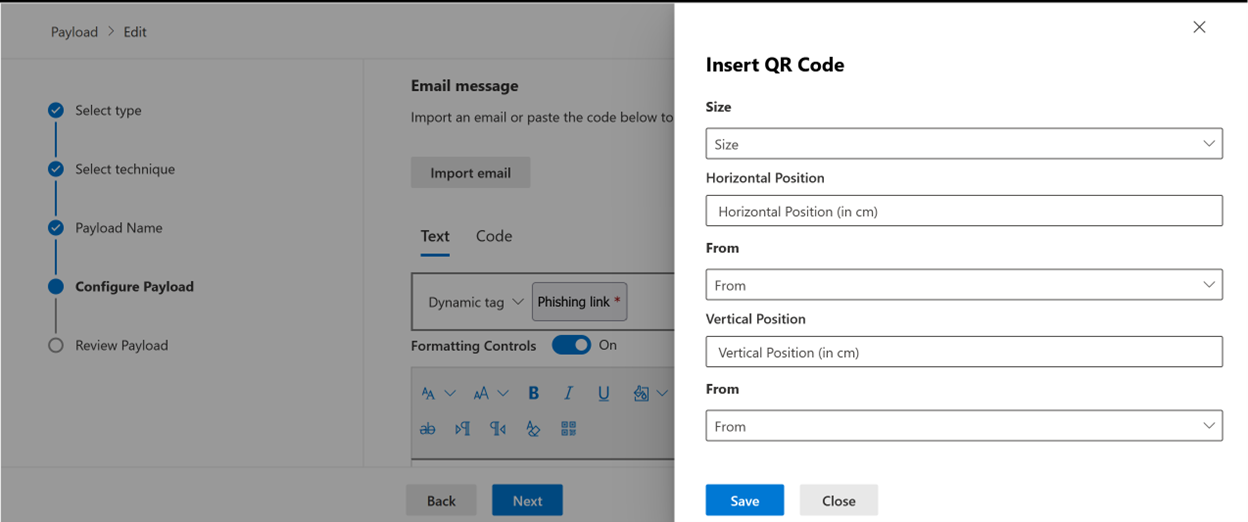 Payload > Edit
Select type
Select technique
Payload Name
Configure Payload
Review Payload
Email message
Import an email or paste the code below to
Import email
Text Code
Dynamic tag Phishing link *
Formatting Controls On
AA AA B I U
ab
Back Next
Insert QR Code
Size
Size
Horizontal Position
Horizontal Position (in cm)
From
From
Vertical Position
Vertical Position (in cm)
From
From
Save Close